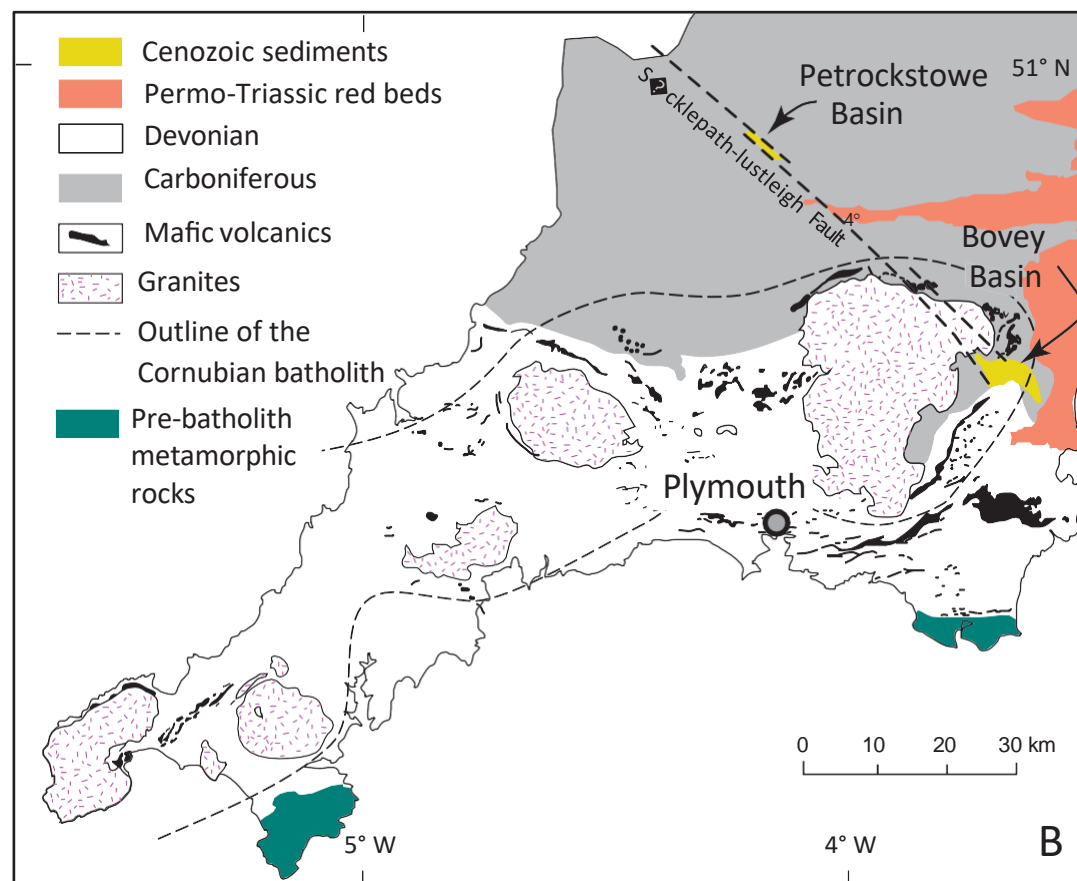 Cenozoic sediments
Permo-Triassic red beds
Devonian
Carboniferous
Mafic volcanics
Granites
Outline of the
Cornubian batholith
Pre-batholith
metamorphic
rocks
51° N
Petrockstowe
Basin
S?cklepath-lustleigh Fault
4°
Bovey
Basin
Plymouth
0 10 20 30 km
5° W
4° W
B